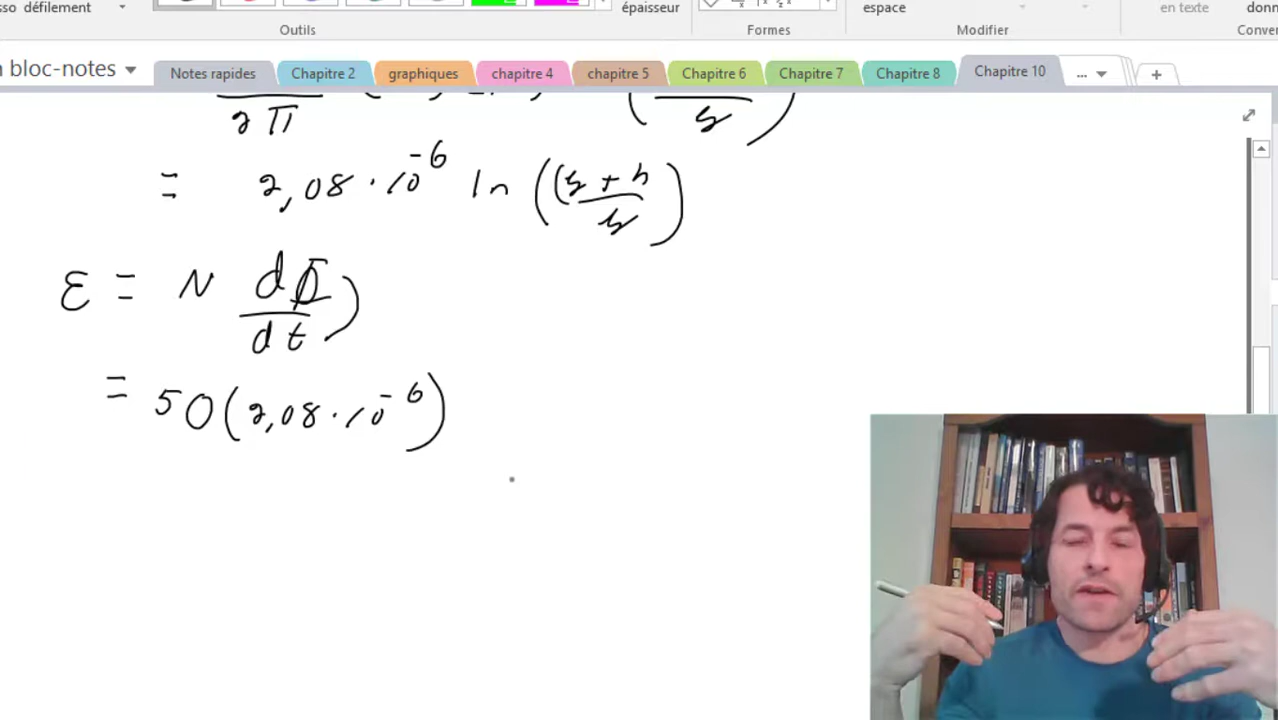 sso défilement
épaisseur
espace
en texte
donn
Outils
Formes
Modifier
Conver
n bloc-notes
Notes rapides
Chapitre 2
graphiques
chapitre 4
chapitre 5
Chapitre 6
Chapitre 7
Chapitre 8
Chapitre 10
...
+
2π
y
= 2,08 · 10^-6 ln ((y + h)/y)
ε = N dΦ/dt)
= 50(2,08 · 10^-6)